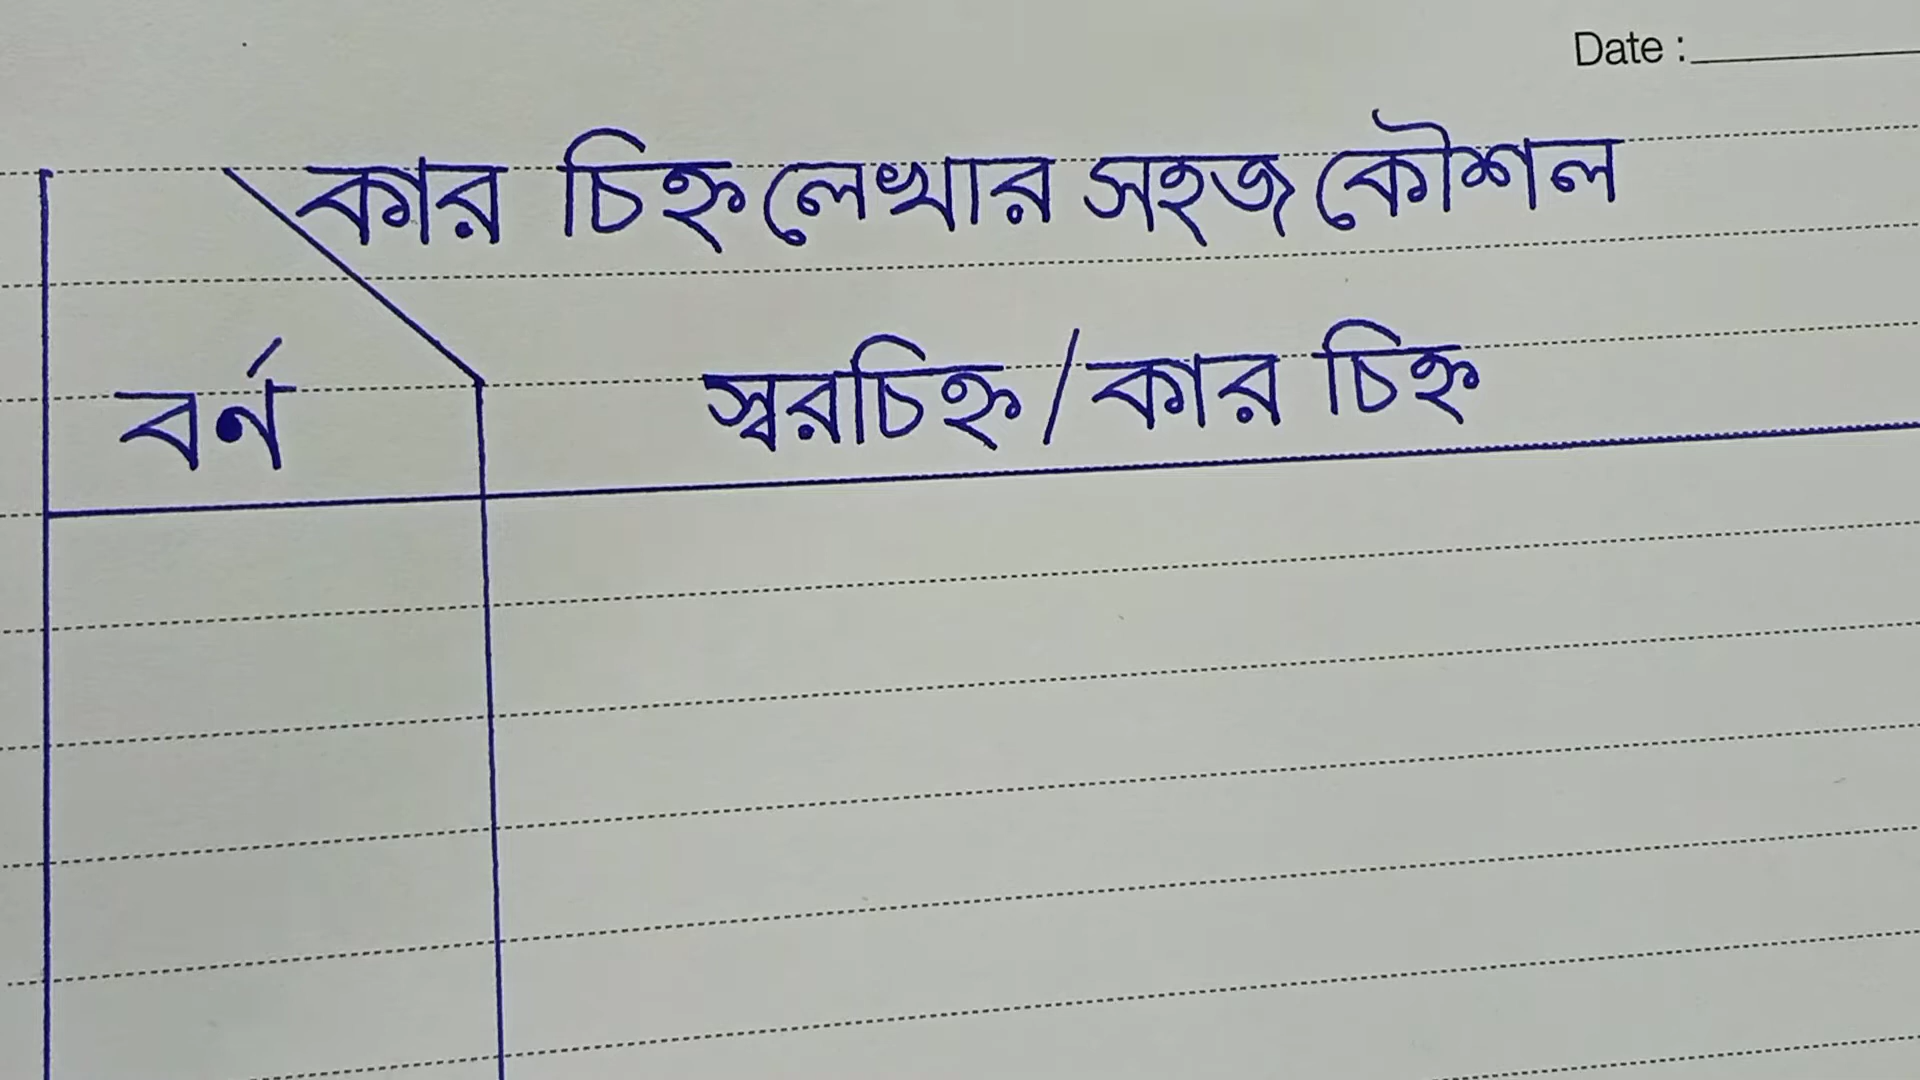 Date :
কার চিহ্ন লেখার সহজ কৌশল
বর্ন
স্বরচিহ্ন / কার চিহ্ন